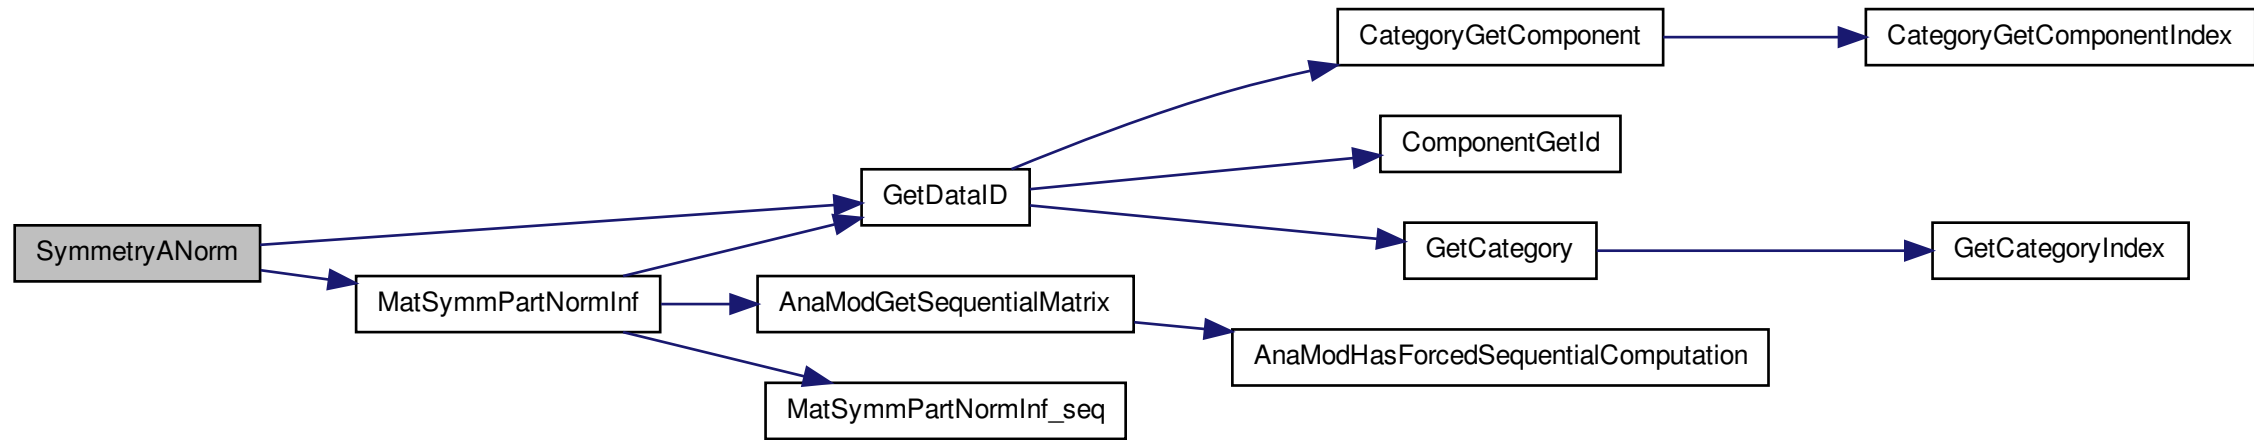 CategoryGetComponent
CategoryGetComponentIndex
ComponentGetId
GetDataID
SymmetryANorm
GetCategory
GetCategoryIndex
MatSymmPartNormInf
AnaModGetSequentialMatrix
AnaModHasForcedSequentialComputation
MatSymmPartNormInf_seq